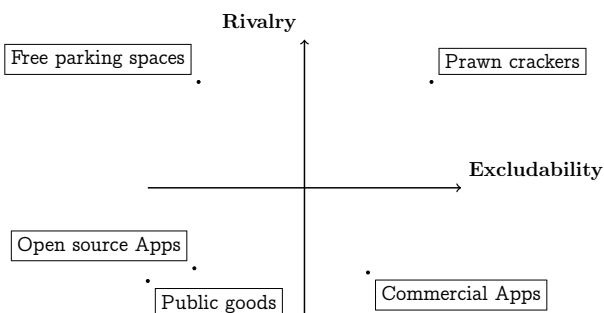 Rivalry
Free parking spaces
Prawn crackers
Excludability
Open source Apps
Public goods
Commercial Apps